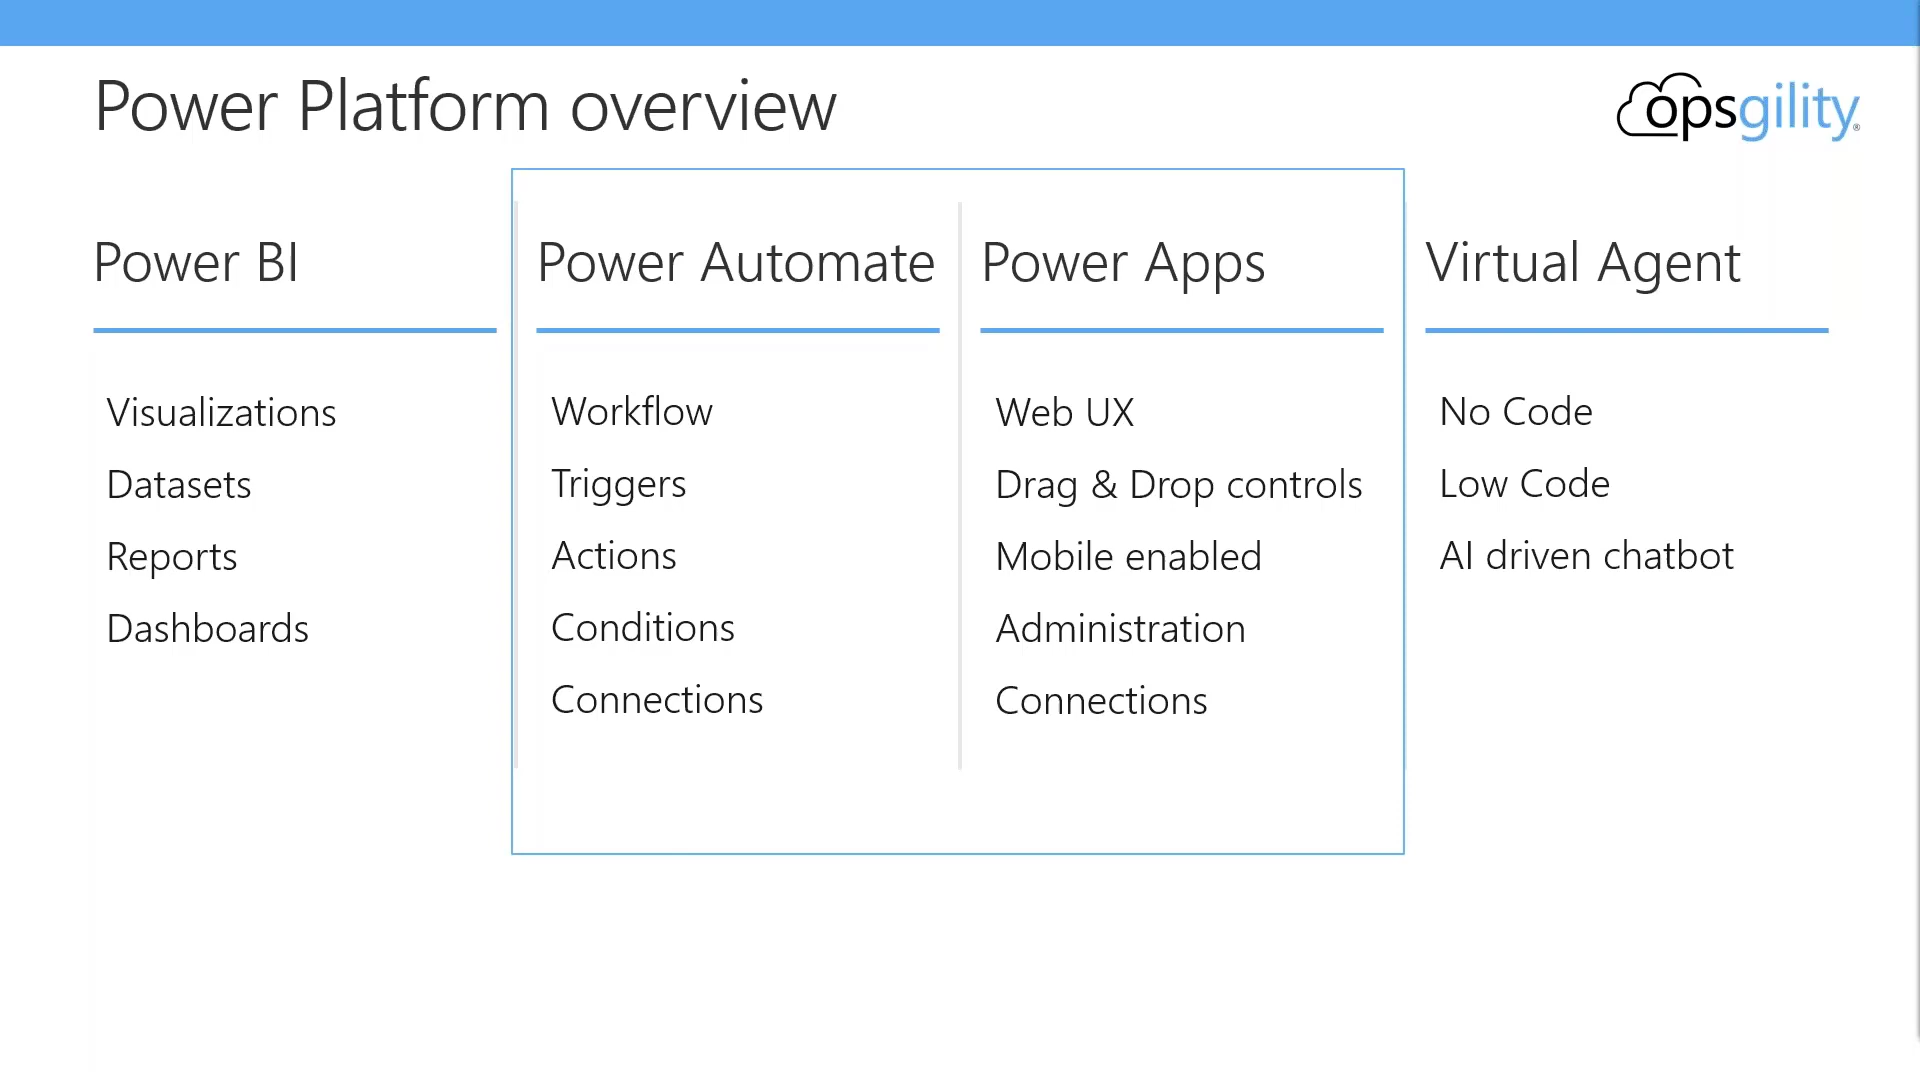 Power Platform overview
opsgility®
Power BI
Visualizations
Datasets
Reports
Dashboards
Power Automate
Workflow
Triggers
Actions
Conditions
Connections
Power Apps
Web UX
Drag & Drop controls
Mobile enabled
Administration
Connections
Virtual Agent
No Code
Low Code
AI driven chatbot